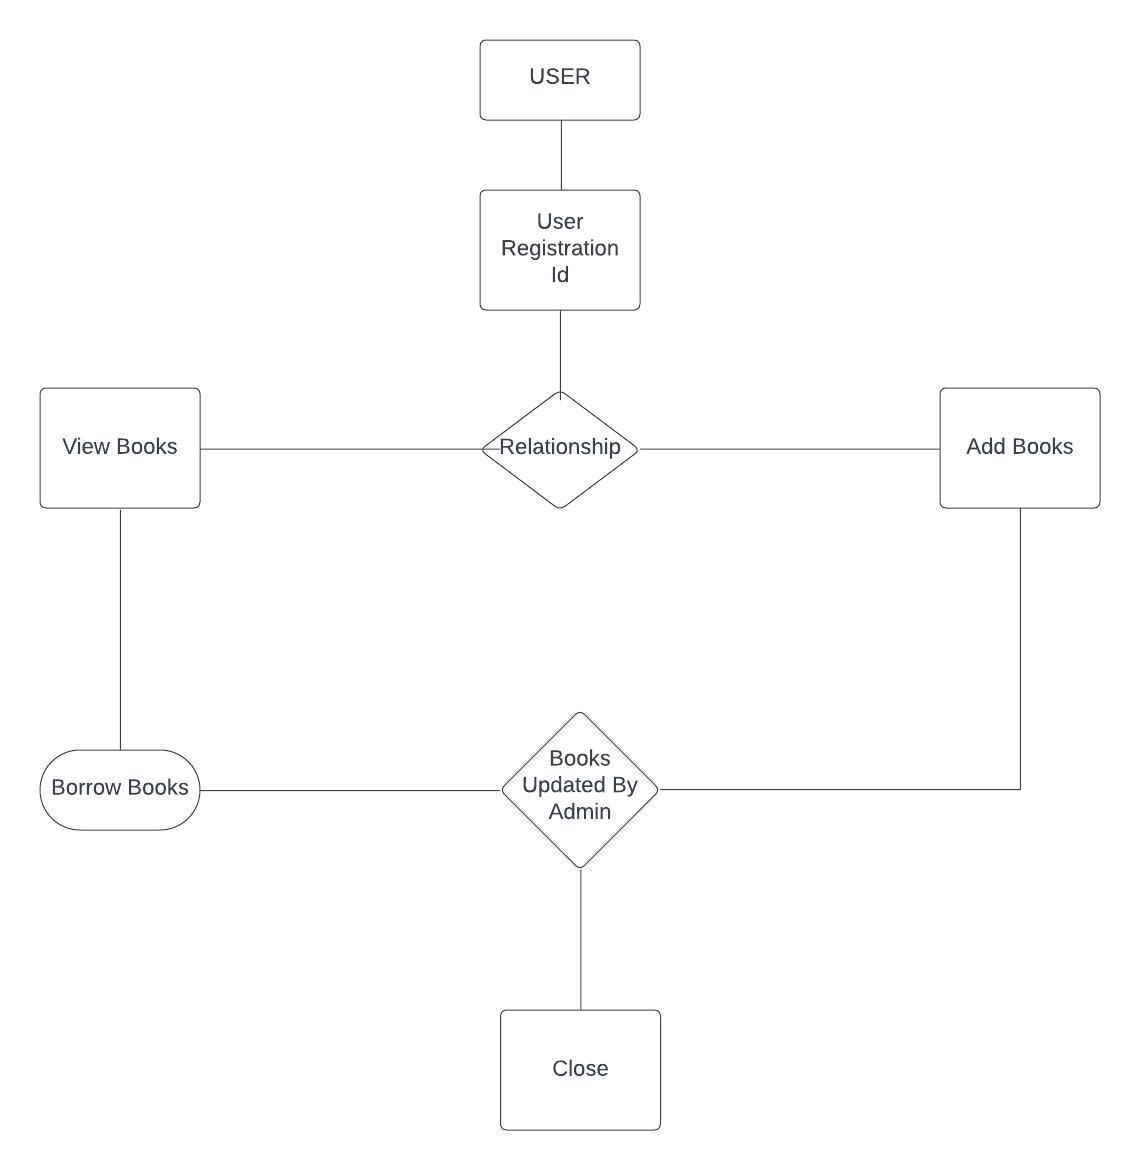 USER
User
Registration
Id
View Books
Relationship
Add Books
Borrow Books
Books
Updated By
Admin
Close